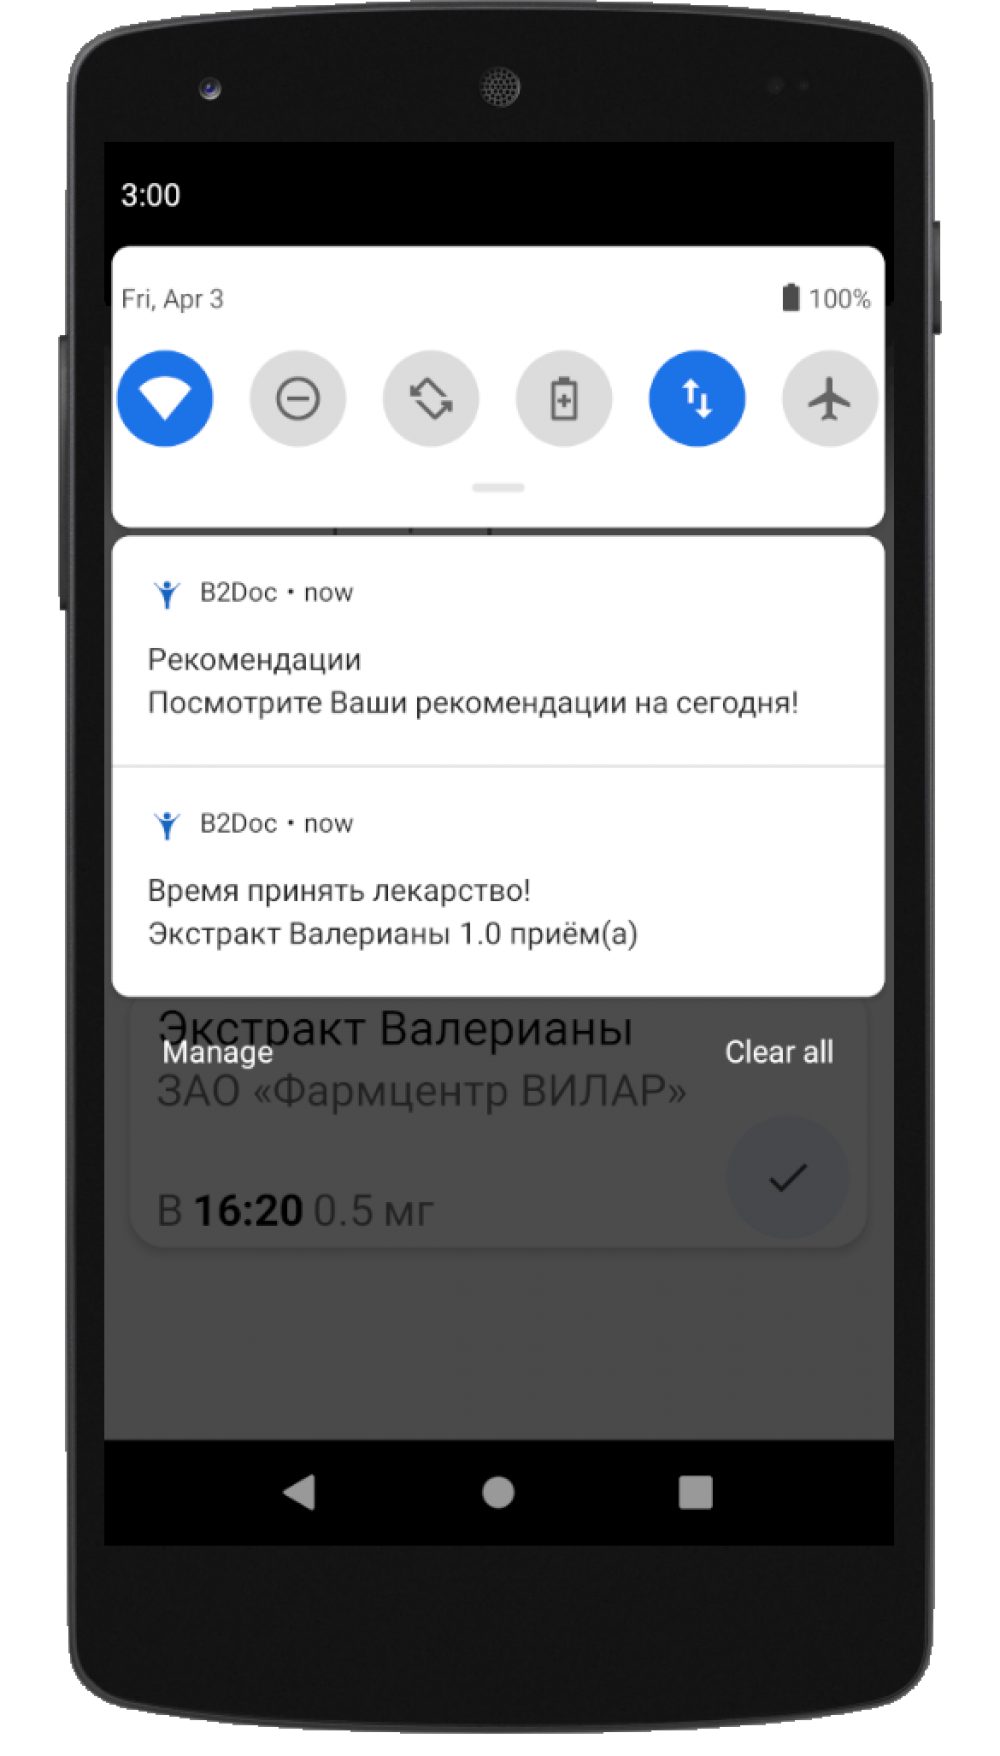 3:00
Fri, Apr 3
100%
B2Doc • now
Рекомендации
Посмотрите Ваши рекомендации на сегодня!
B2Doc • now
Время принять лекарство!
Экстракт Валерианы 1.0 приём(а)
Экстракт Валерианы
Manage
Clear all
ЗАО «Фармцентр ВИЛАР»
В 16:20 0.5 мг